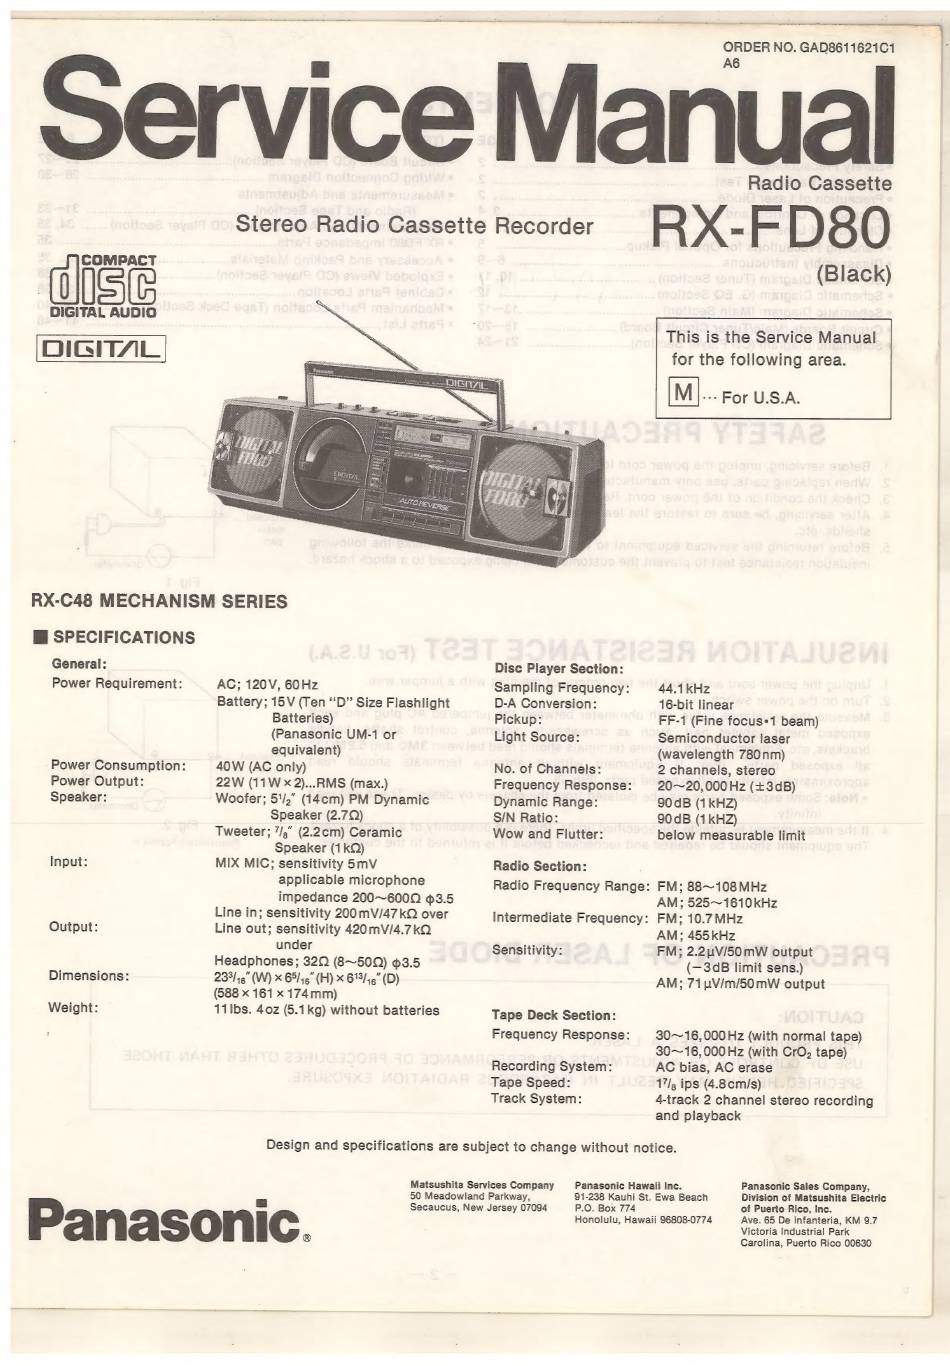 ORDER NO. GAD8611621C1
A6
Service Manual
Radio Cassette
Stereo Radio Cassette Recorder
RX-FD80
(Black)
COMPACT
disc
DIGITAL AUDIO
DIGITAL
This is the Service Manual
for the following area.
M ... For U.S.A.
Panasonic
DIGITAL
DIGITAL
FD80
DIGITAL
AUTO REVERSE
DIGITAL
FD80
RX-C48 MECHANISM SERIES
■ SPECIFICATIONS
General:
Power Requirement: AC; 120V, 60Hz
Battery; 15V (Ten "D" Size Flashlight
Batteries)
(Panasonic UM-1 or
equivalent)
Power Consumption: 40W (AC only)
Power Output: 22W (11W×2)...RMS (max.)
Speaker: Woofer; 5¹/₂″ (14cm) PM Dynamic
Speaker (2.7Ω)
Tweeter; ⁷/₈″ (2.2cm) Ceramic
Speaker (1kΩ)
Input: MIX MIC; sensitivity 5mV
applicable microphone
impedance 200~600Ω φ3.5
Line in; sensitivity 200mV/47kΩ over
Output: Line out; sensitivity 420mV/4.7kΩ
under
Headphones; 32Ω (8~50Ω) φ3.5
Dimensions: 23³/₁₆″(W)×6⁵/₁₆″(H)×6¹³/₁₆″(D)
(588×161×174mm)
Weight: 11lbs. 4oz (5.1kg) without batteries
Disc Player Section:
Sampling Frequency: 44.1kHz
D-A Conversion: 16-bit linear
Pickup: FF-1 (Fine focus•1 beam)
Light Source: Semiconductor laser
(wavelength 780nm)
No. of Channels: 2 channels, stereo
Frequency Response: 20~20,000Hz (±3dB)
Dynamic Range: 90dB (1kHZ)
S/N Ratio: 90dB (1kHZ)
Wow and Flutter: below measurable limit
Radio Section:
Radio Frequency Range: FM; 88~108MHz
AM; 525~1610kHz
Intermediate Frequency: FM; 10.7MHz
AM; 455kHz
Sensitivity: FM; 2.2μV/50mW output
(−3dB limit sens.)
AM; 71μV/m/50mW output
Tape Deck Section:
Frequency Response: 30~16,000Hz (with normal tape)
30~16,000Hz (with CrO₂ tape)
Recording System: AC bias, AC erase
Tape Speed: 1⁷/₈ ips (4.8cm/s)
Track System: 4-track 2 channel stereo recording
and playback
Design and specifications are subject to change without notice.
Panasonic®
Matsushita Services Company
50 Meadowland Parkway,
Secaucus, New Jersey 07094
Panasonic Hawaii Inc.
91-238 Kauhi St. Ewa Beach
P.O. Box 774
Honolulu, Hawaii 96808-0774
Panasonic Sales Company,
Division of Matsushita Electric
of Puerto Rico, Inc.
Ave. 65 De Infanteria, KM 9.7
Victoria Industrial Park
Carolina, Puerto Rico 00630